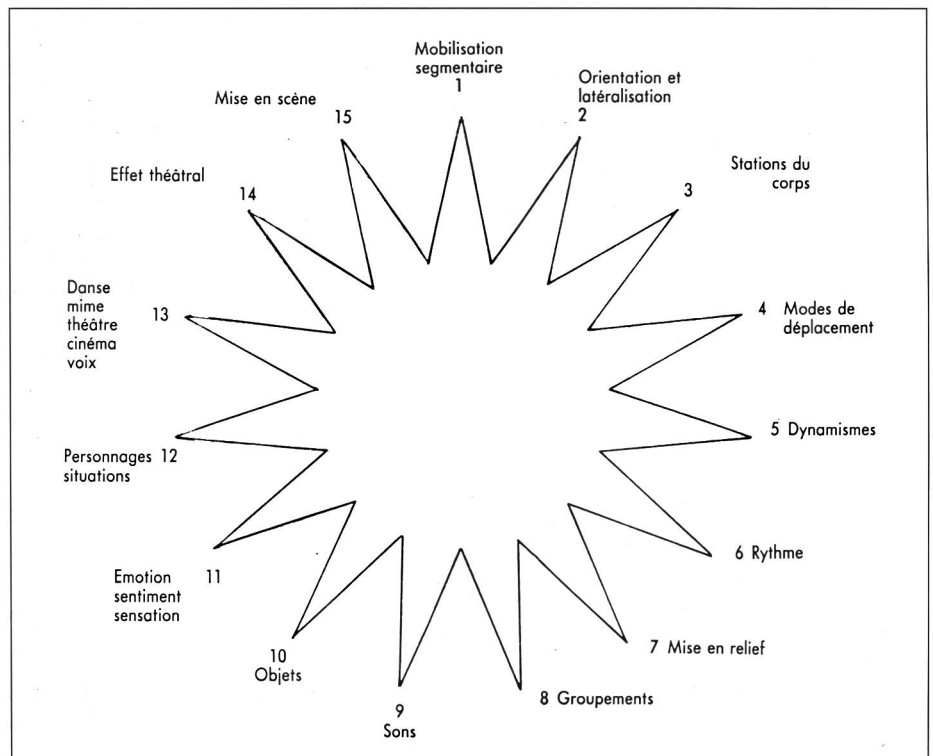 Mobilisation
segmentaire
1
Orientation et
latéralisation
2
Stations du
corps
3
4 Modes de
déplacement
5 Dynamismes
6 Rythme
7 Mise en relief
8 Groupements
9
Sons
10
Objets
11
Emotion
sentiment
sensation
Personnages 12
situations
13
Danse
mime
théâtre
cinéma
voix
Effet théâtral
14
Mise en scène
15